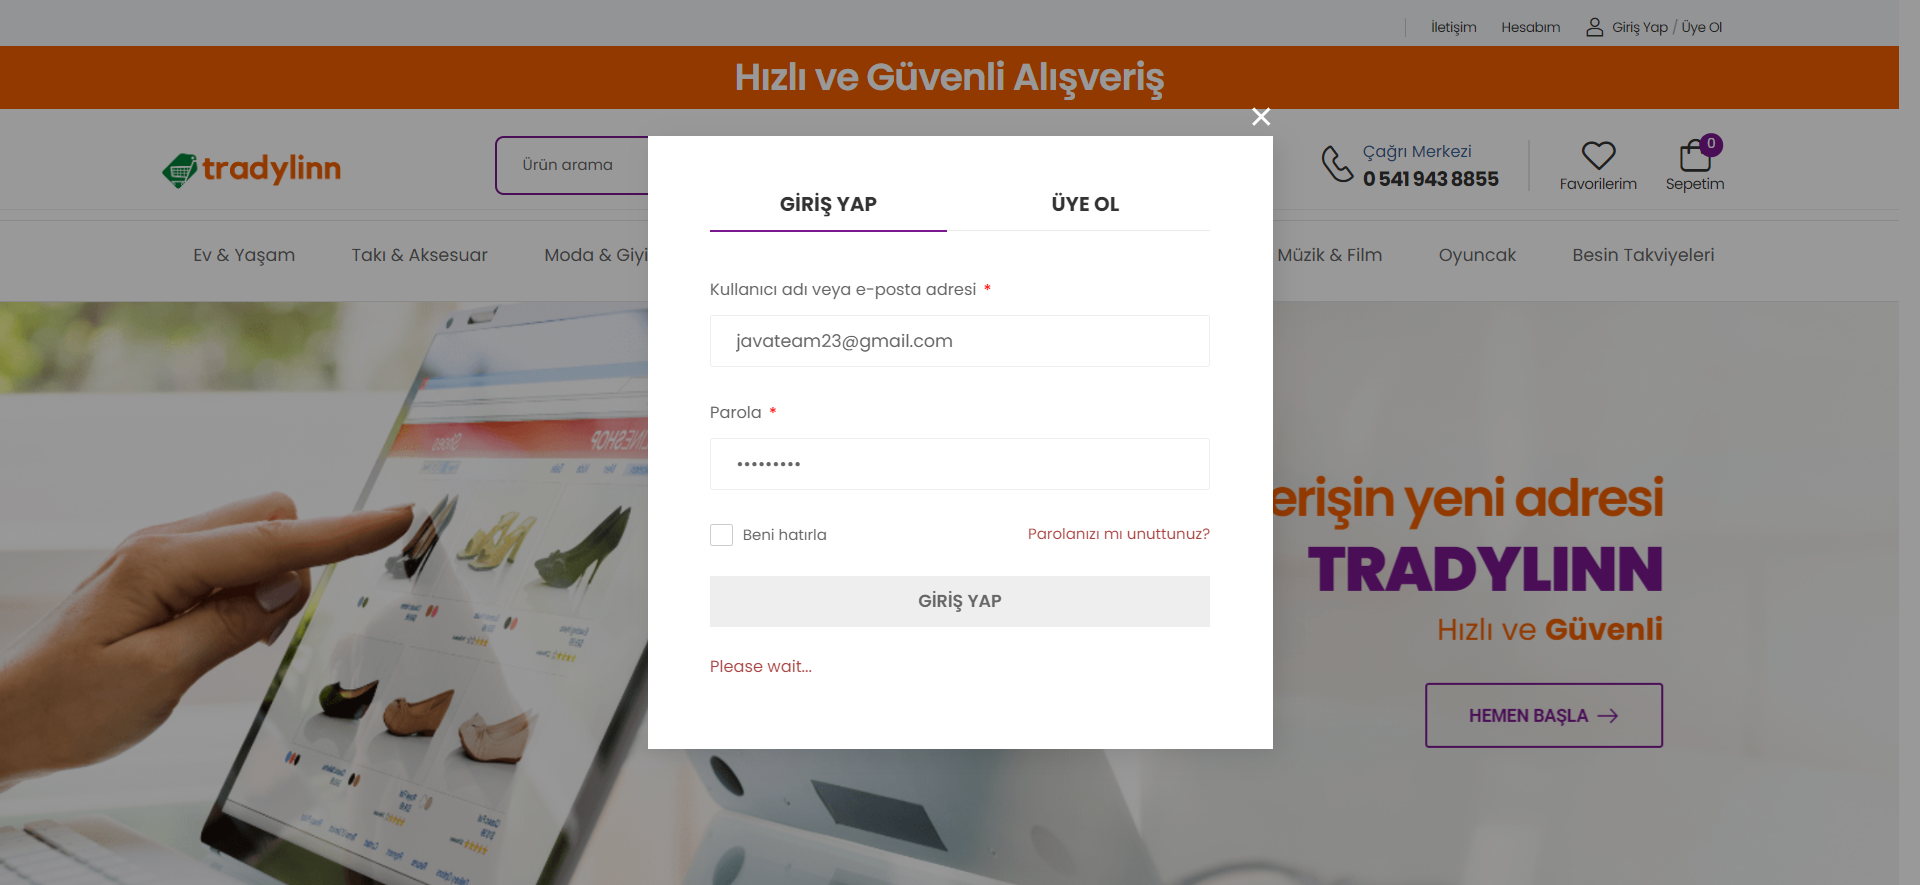 İletişim
Hesabım
Giriş Yap / Üye Ol
Hızlı ve Güvenli Alışveriş
tradylinn
Ürün arama
Çağrı Merkezi
0 541 943 8855
Favorilerim
0
Sepetim
GİRİŞ YAP
ÜYE OL
Ev & Yaşam
Takı & Aksesuar
Moda & Giyi
Müzik & Film
Oyuncak
Besin Takviyeleri
Kullanıcı adı veya e-posta adresi *
javateam23@gmail.com
Parola *
•••••••••
Beni hatırla
Parolanızı mı unuttunuz?
GİRİŞ YAP
Please wait...
erişin yeni adresi
TRADYLINN
Hızlı ve Güvenli
HEMEN BAŞLA